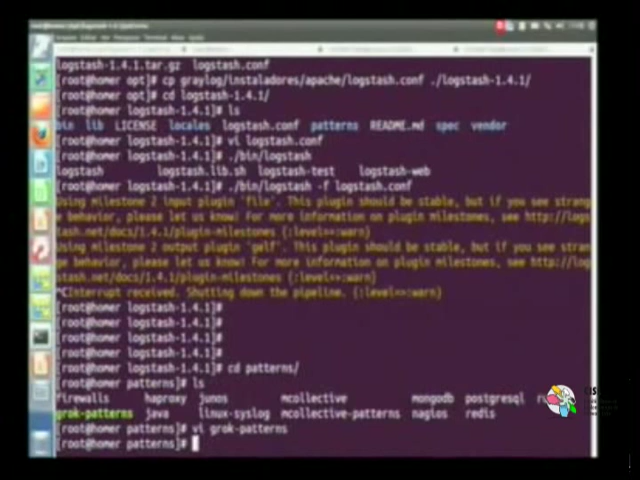 logstash-1.4.1.tar.gz logstash.conf
[root@homer opt]# cp graylog/instaladores/apache/logstash.conf ./logstash-1.4.1/
[root@homer opt]# cd logstash-1.4.1/
[root@homer logstash-1.4.1]# ls
bin lib LICENSE locales logstash.conf patterns README.md spec vendor
[root@homer logstash-1.4.1]# vi logstash.conf
[root@homer logstash-1.4.1]# ./bin/logstash
logstash logstash.lib.sh logstash-test logstash-web
[root@homer logstash-1.4.1]# ./bin/logstash -f logstash.conf
Using milestone 2 input plugin 'file'. This plugin should be stable, but if you see strang
e behavior, please let us know! For more information on plugin milestones, see http://logs
tash.net/docs/1.4.1/plugin-milestones {:level=>:warn}
Using milestone 2 output plugin 'gelf'. This plugin should be stable, but if you see stran
ge behavior, please let us know! For more information on plugin milestones, see http://log
stash.net/docs/1.4.1/plugin-milestones {:level=>:warn}
^CInterrupt received. Shutting down the pipeline. {:level=>:warn}
[root@homer logstash-1.4.1]#
[root@homer logstash-1.4.1]#
[root@homer logstash-1.4.1]#
[root@homer logstash-1.4.1]#
[root@homer logstash-1.4.1]# cd patterns/
[root@homer patterns]# ls
firewalls haproxy junos mcollective mongodb postgresql
grok-patterns java linux-syslog mcollective-patterns nagios redis
[root@homer patterns]# vi grok-patterns
[root@homer patterns]#